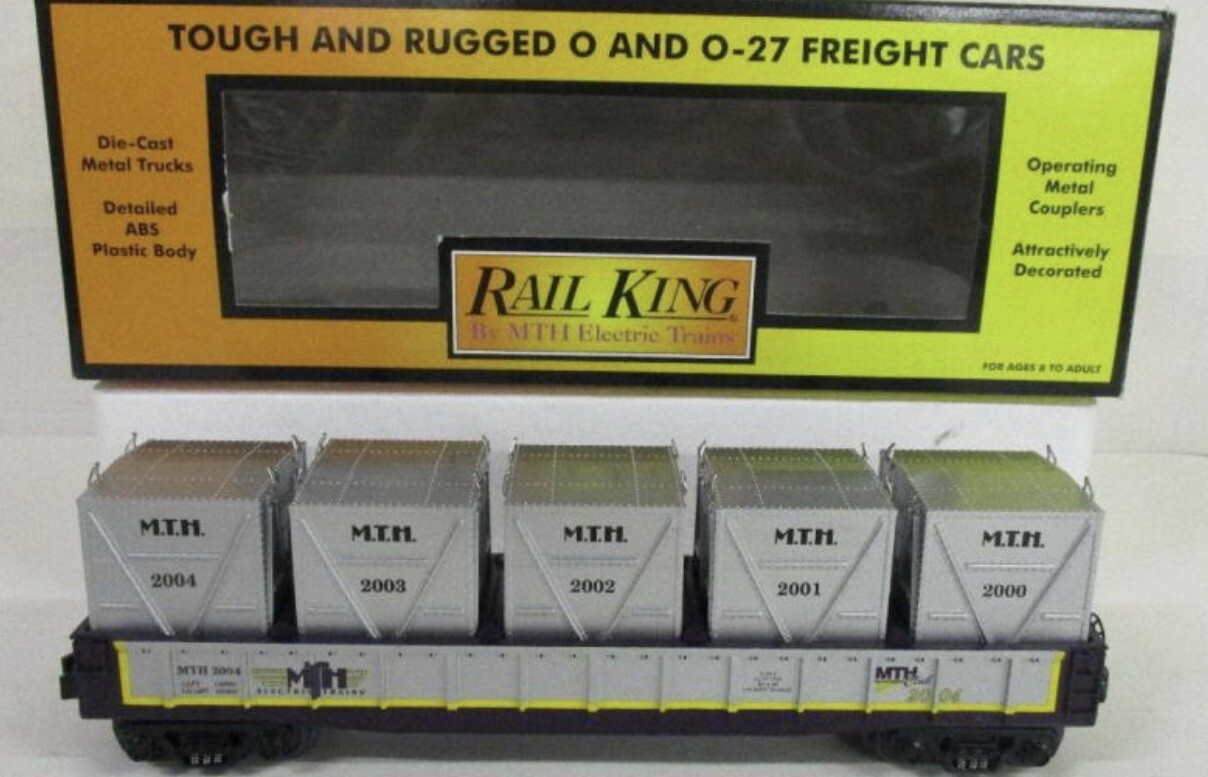 TOUGH AND RUGGED O AND O-27 FREIGHT CARS
Die-Cast
Metal Trucks
Detailed
ABS
Plastic Body
Operating
Metal
Couplers
Attractively
Decorated
RAIL KING®
By MTH Electric Trains
FOR AGES 8 TO ADULT
M.T.H.
2004
M.T.H.
2003
M.T.H.
2002
M.T.H.
2001
M.T.H.
2000
MTH 2004
MTH
ELECTRIC TRAINS
MTH
2004